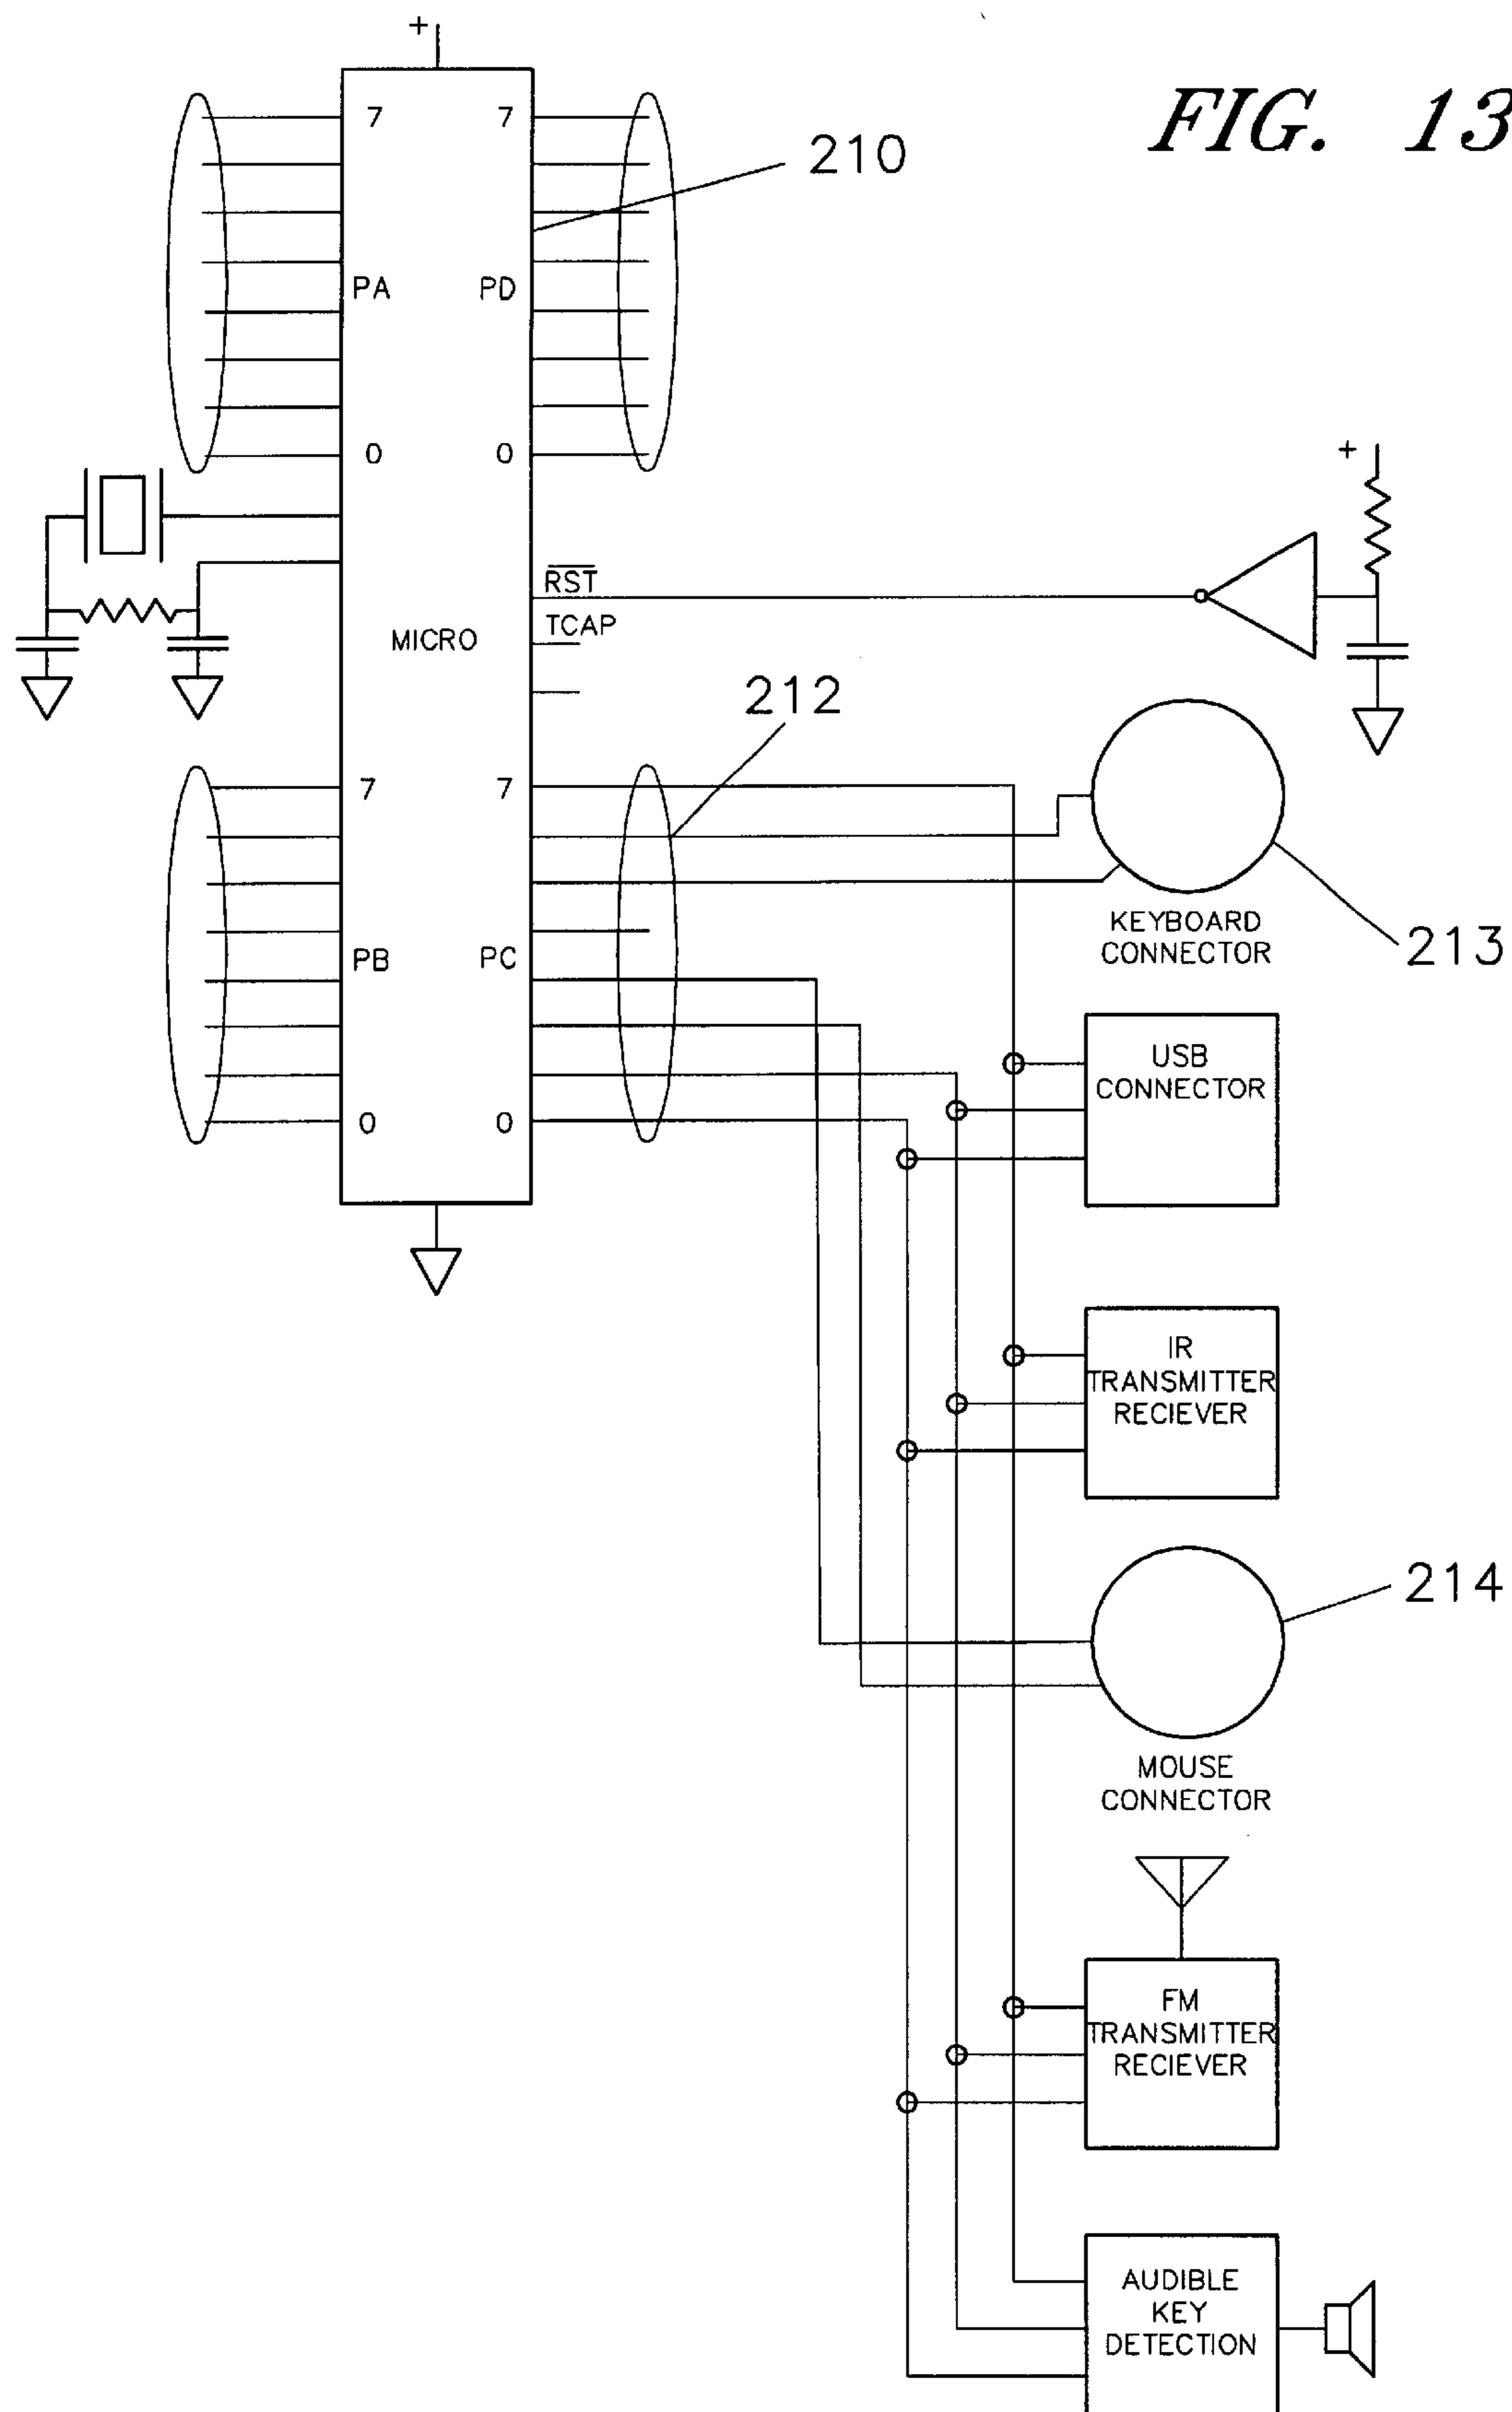 +
FIG. 13
7 7
210
PA PD
0 0
+
RST
TCAP
MICRO
212
7 7
KEYBOARD
CONNECTOR
213
PB PC
USB
CONNECTOR
0 0
IR
TRANSMITTER
RECIEVER
214
MOUSE
CONNECTOR
FM
TRANSMITTER
RECIEVER
AUDIBLE
KEY
DETECTION